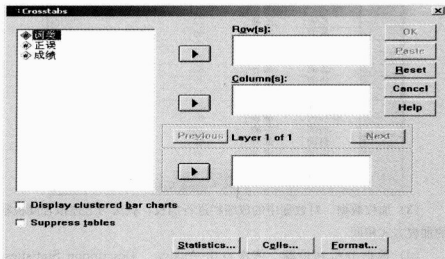 Crosstabs
词类
正误
成绩
Row(s):
Column(s):
Previous
Layer 1 of 1
Next
OK
Paste
Reset
Cancel
Help
Display clustered bar charts
Suppress tables
Statistics...
Cells...
Format...